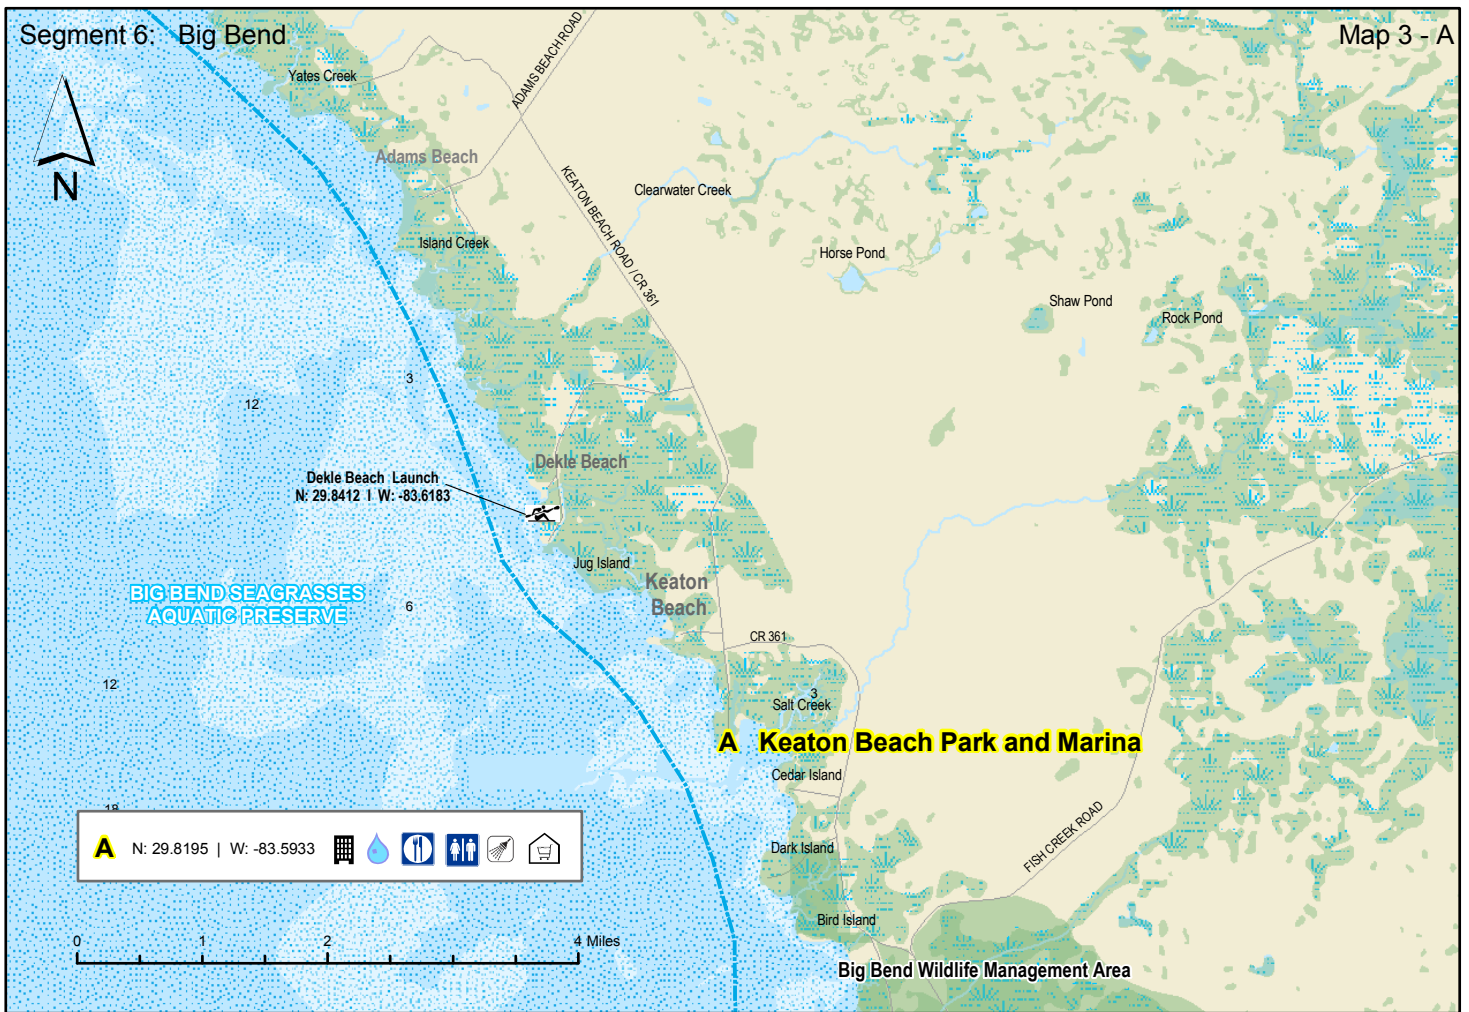 Segment 6: Big Bend
Map 3 - A
N
Yates Creek
ADAMS BEACH ROAD
Adams Beach
KEATON BEACH ROAD / CR 361
Clearwater Creek
Island Creek
Horse Pond
Shaw Pond
Rock Pond
3
12
Dekle Beach
Dekle Beach Launch
N: 29.8412 | W: -83.6183
Jug Island
Keaton
Beach
BIG BEND SEAGRASSES
AQUATIC PRESERVE
6
CR 361
12
3
Salt Creek
A Keaton Beach Park and Marina
Cedar Island
18
A N: 29.8195 | W: -83.5933
FISH CREEK ROAD
Dark Island
Bird Island
0 1 2 4 Miles
Big Bend Wildlife Management Area